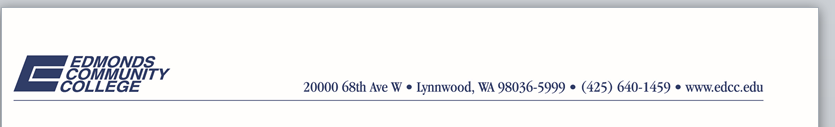 EDMONDS
COMMUNITY
COLLEGE
20000 68th Ave W • Lynnwood, WA 98036-5999 • (425) 640-1459 • www.edcc.edu